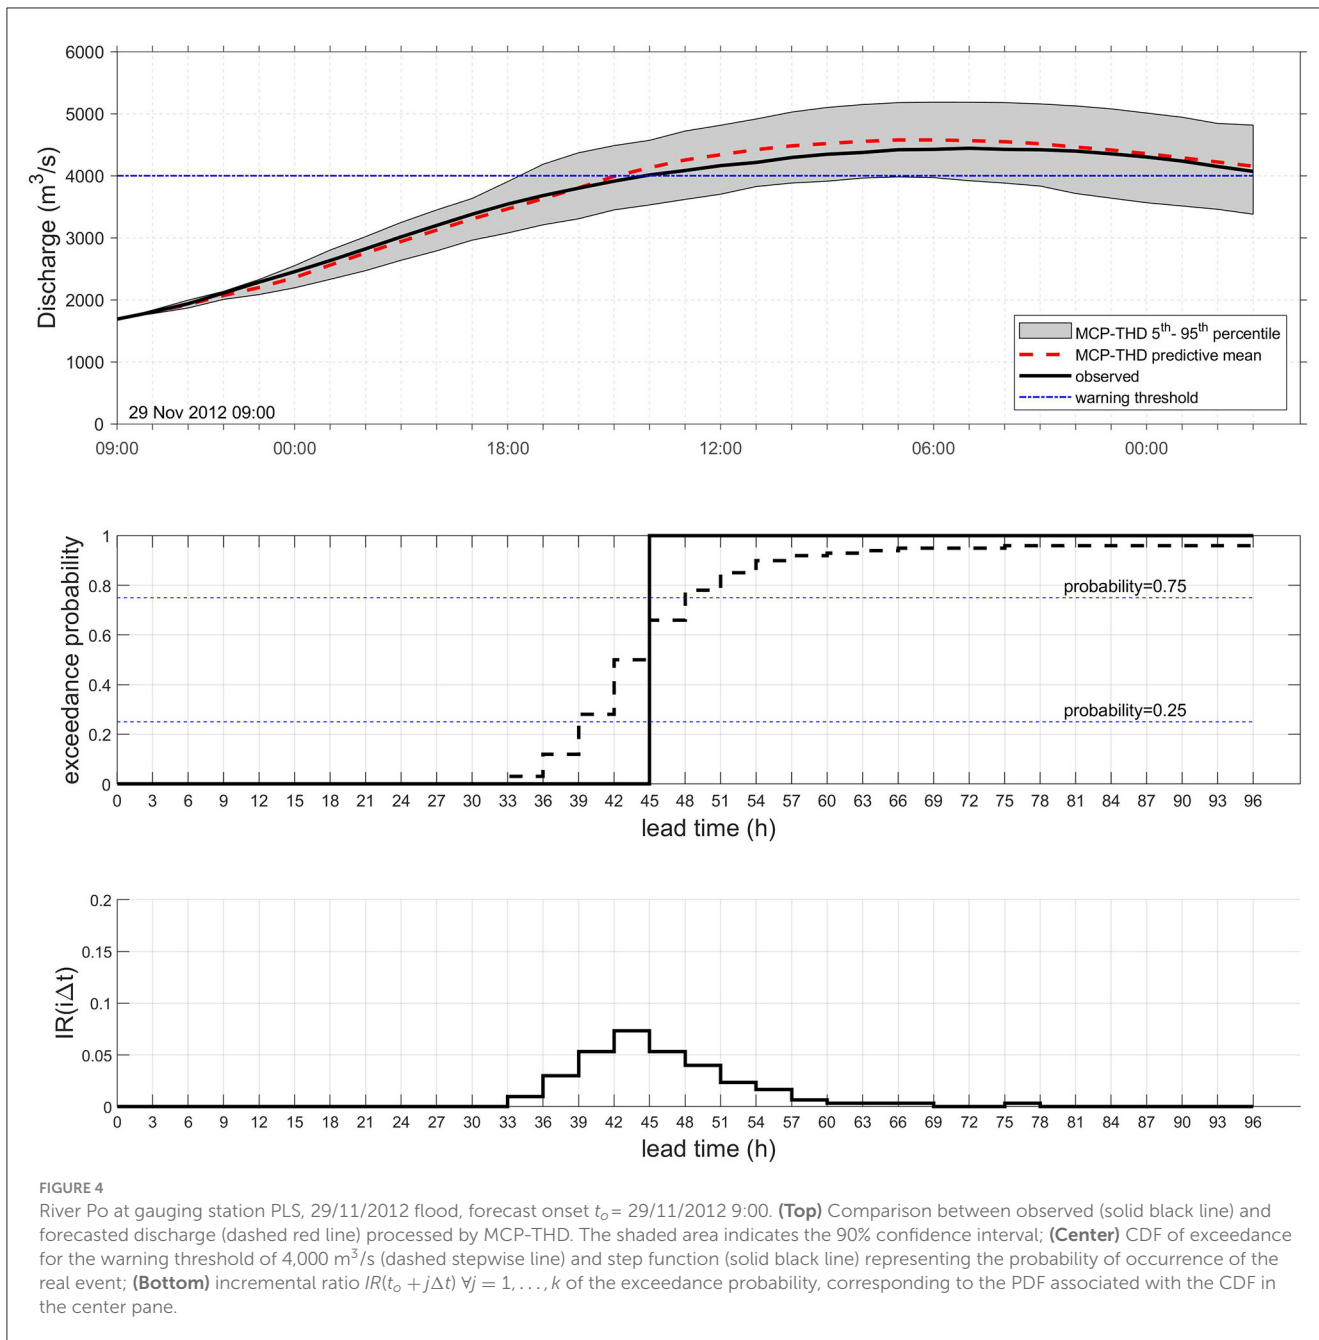 6000
5000
4000
3000
2000
1000
0
Discharge (m³/s)
29 Nov 2012 09:00
MCP-THD 5th- 95th percentile
MCP-THD predictive mean
observed
warning threshold
09:00 00:00 18:00 12:00 06:00 00:00
1
0.8
0.6
0.4
0.2
0
exceedance probability
probability=0.75
probability=0.25
0 3 6 9 12 15 18 21 24 27 30 33 36 39 42 45 48 51 54 57 60 63 66 69 72 75 78 81 84 87 90 93 96
lead time (h)
0.2
0.15
0.1
0.05
0
IR(iΔt)
0 3 6 9 12 15 18 21 24 27 30 33 36 39 42 45 48 51 54 57 60 63 66 69 72 75 78 81 84 87 90 93 96
lead time (h)
FIGURE 4
River Po at gauging station PLS, 29/11/2012 flood, forecast onset tₒ= 29/11/2012 9:00. (Top) Comparison between observed (solid black line) and
forecasted discharge (dashed red line) processed by MCP-THD. The shaded area indicates the 90% confidence interval; (Center) CDF of exceedance
for the warning threshold of 4,000 m³/s (dashed stepwise line) and step function (solid black line) representing the probability of occurrence of the
real event; (Bottom) incremental ratio IR(tₒ + jΔt) ∀j = 1, . . . , k of the exceedance probability, corresponding to the PDF associated with the CDF in
the center pane.